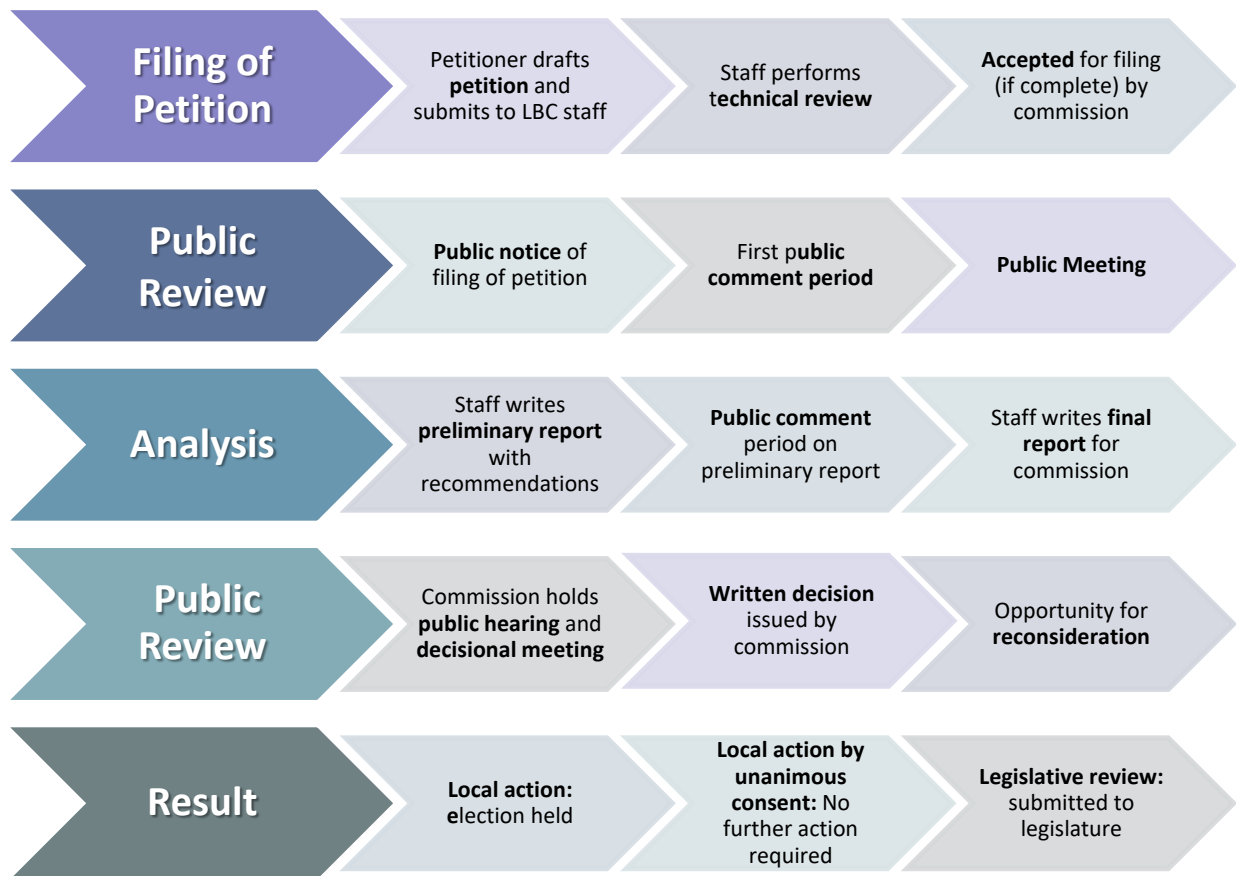 Filing of
Petition
Petitioner drafts
petition and
submits to LBC staff
Staff performs
technical review
Accepted for filing
(if complete) by
commission
Public
Review
Public notice of
filing of petition
First public
comment period
Public Meeting
Analysis
Staff writes
preliminary report
with
recommendations
Public comment
period on
preliminary report
Staff writes final
report for
commission
Public
Review
Commission holds
public hearing and
decisional meeting
Written decision
issued by
commission
Opportunity for
reconsideration
Result
Local action:
election held
Local action by
unanimous
consent: No
further action
required
Legislative review:
submitted to
legislature